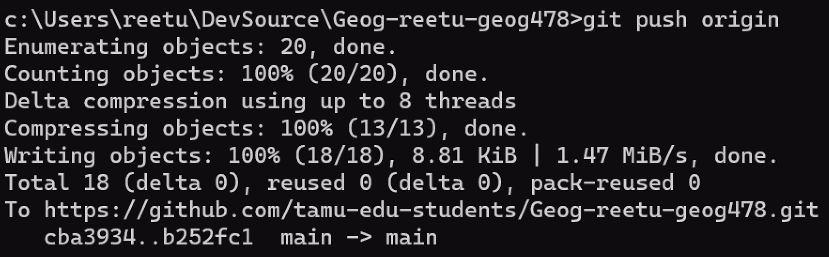 c:\Users\reetu\DevSource\Geog-reetu-geog478>git push origin
Enumerating objects: 20, done.
Counting objects: 100% (20/20), done.
Delta compression using up to 8 threads
Compressing objects: 100% (13/13), done.
Writing objects: 100% (18/18), 8.81 KiB | 1.47 MiB/s, done.
Total 18 (delta 0), reused 0 (delta 0), pack-reused 0
To https://github.com/tamu-edu-students/Geog-reetu-geog478.git
   cba3934..b252fc1  main -> main